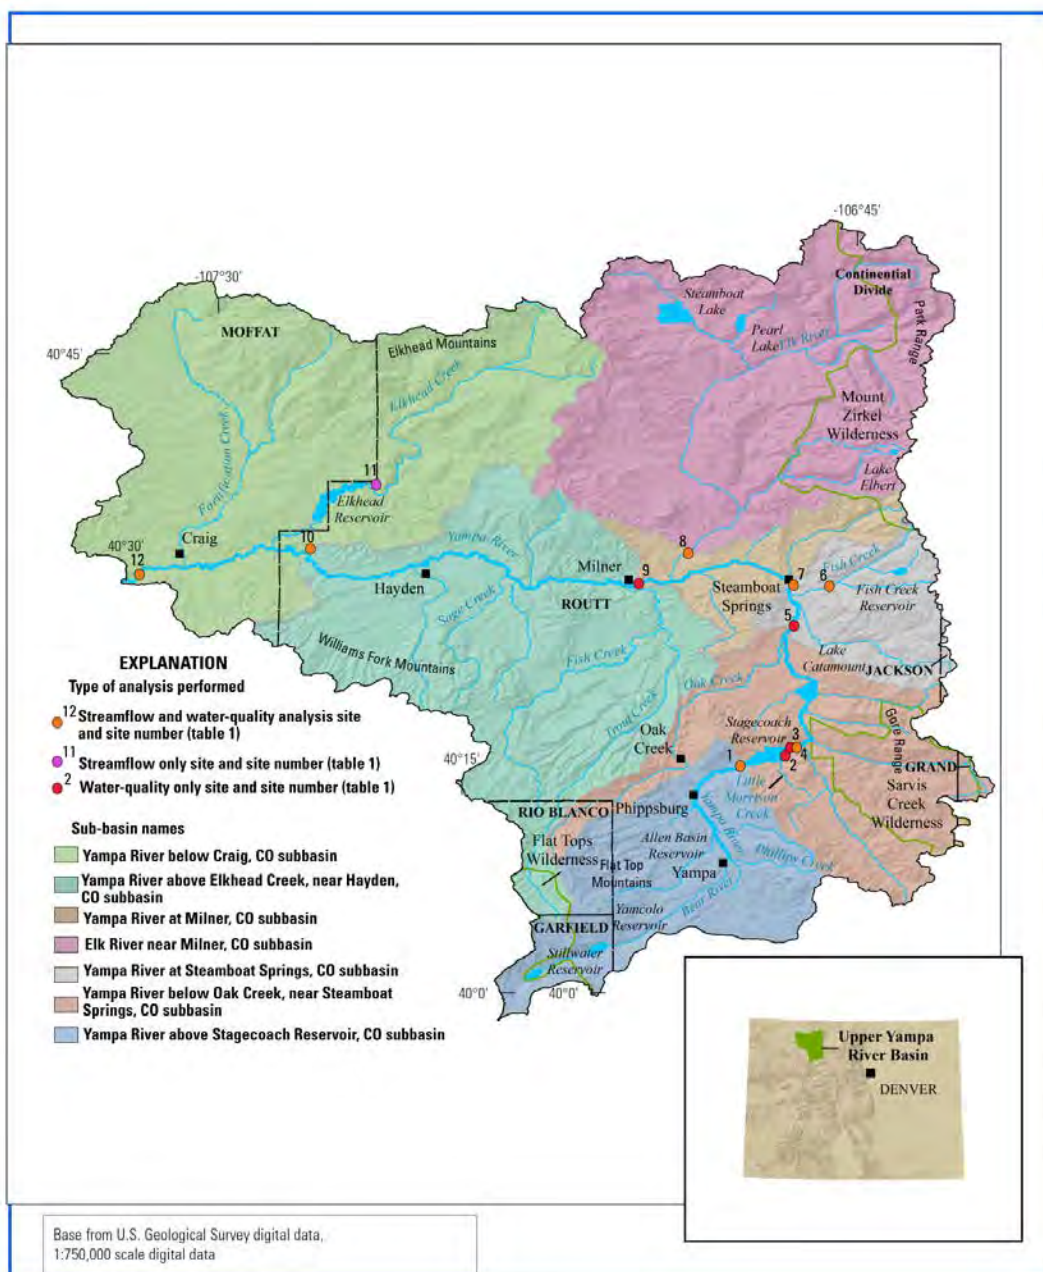 -106°45'
Continential
Divide
-107°30'
Steamboat
Lake
Park Range
MOFFAT
Pearl
Lake
Elk River
40°45'
Elkhead Mountains
Elkhead Creek
Mount
Zirkel
Wilderness
Fortification Creek
Lake
Elbert
11
Elkhead
Reservoir
Craig
40°30'
10
Yampa River
8
12
Milner
9
7
6
Fish Creek
Steamboat
Springs
Fish Creek
Reservoir
Hayden
ROUTT
Sage Creek
5
Williams Fork Mountains
Fish Creek
Lake
Catamount
JACKSON
Oak Creek
Trout Creek
Stagecoach
Reservoir
Gore Range
Oak
Creek
3
4
1
2
40°15'
GRAND
Little
Morrison
Creek
Sarvis
Creek
Wilderness
Phippsburg
RIO BLANCO
Yampa River
Flat Tops
Wilderness
Allen Basin
Reservoir
Flat Top
Mountains
Yampa
Phillips Creek
Bear River
Yamcolo
Reservoir
GARFIELD
Stillwater
Reservoir
40°0'
40°0'
EXPLANATION
Type of analysis performed
12 Streamflow and water-quality analysis site
and site number (table 1)
11 Streamflow only site and site number (table 1)
2 Water-quality only site and site number (table 1)
Sub-basin names
Yampa River below Craig, CO subbasin
Yampa River above Elkhead Creek, near Hayden,
CO subbasin
Yampa River at Milner, CO subbasin
Elk River near Milner, CO subbasin
Yampa River at Steamboat Springs, CO subbasin
Yampa River below Oak Creek, near Steamboat
Springs, CO subbasin
Yampa River above Stagecoach Reservoir, CO subbasin
Upper Yampa
River Basin
DENVER
Base from U.S. Geological Survey digital data,
1:750,000 scale digital data